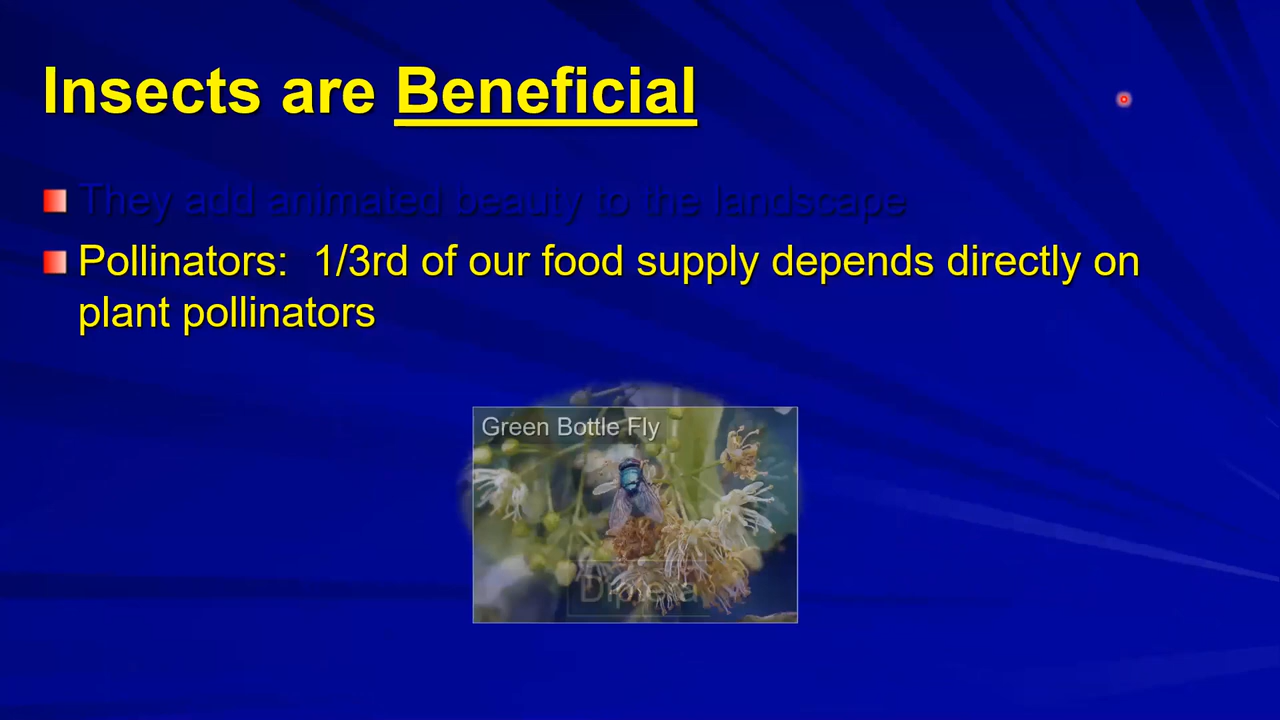 Insects are Beneficial
They add animated beauty to the landscape
Pollinators: 1/3rd of our food supply depends directly on
plant pollinators
Green Bottle Fly
Diptera